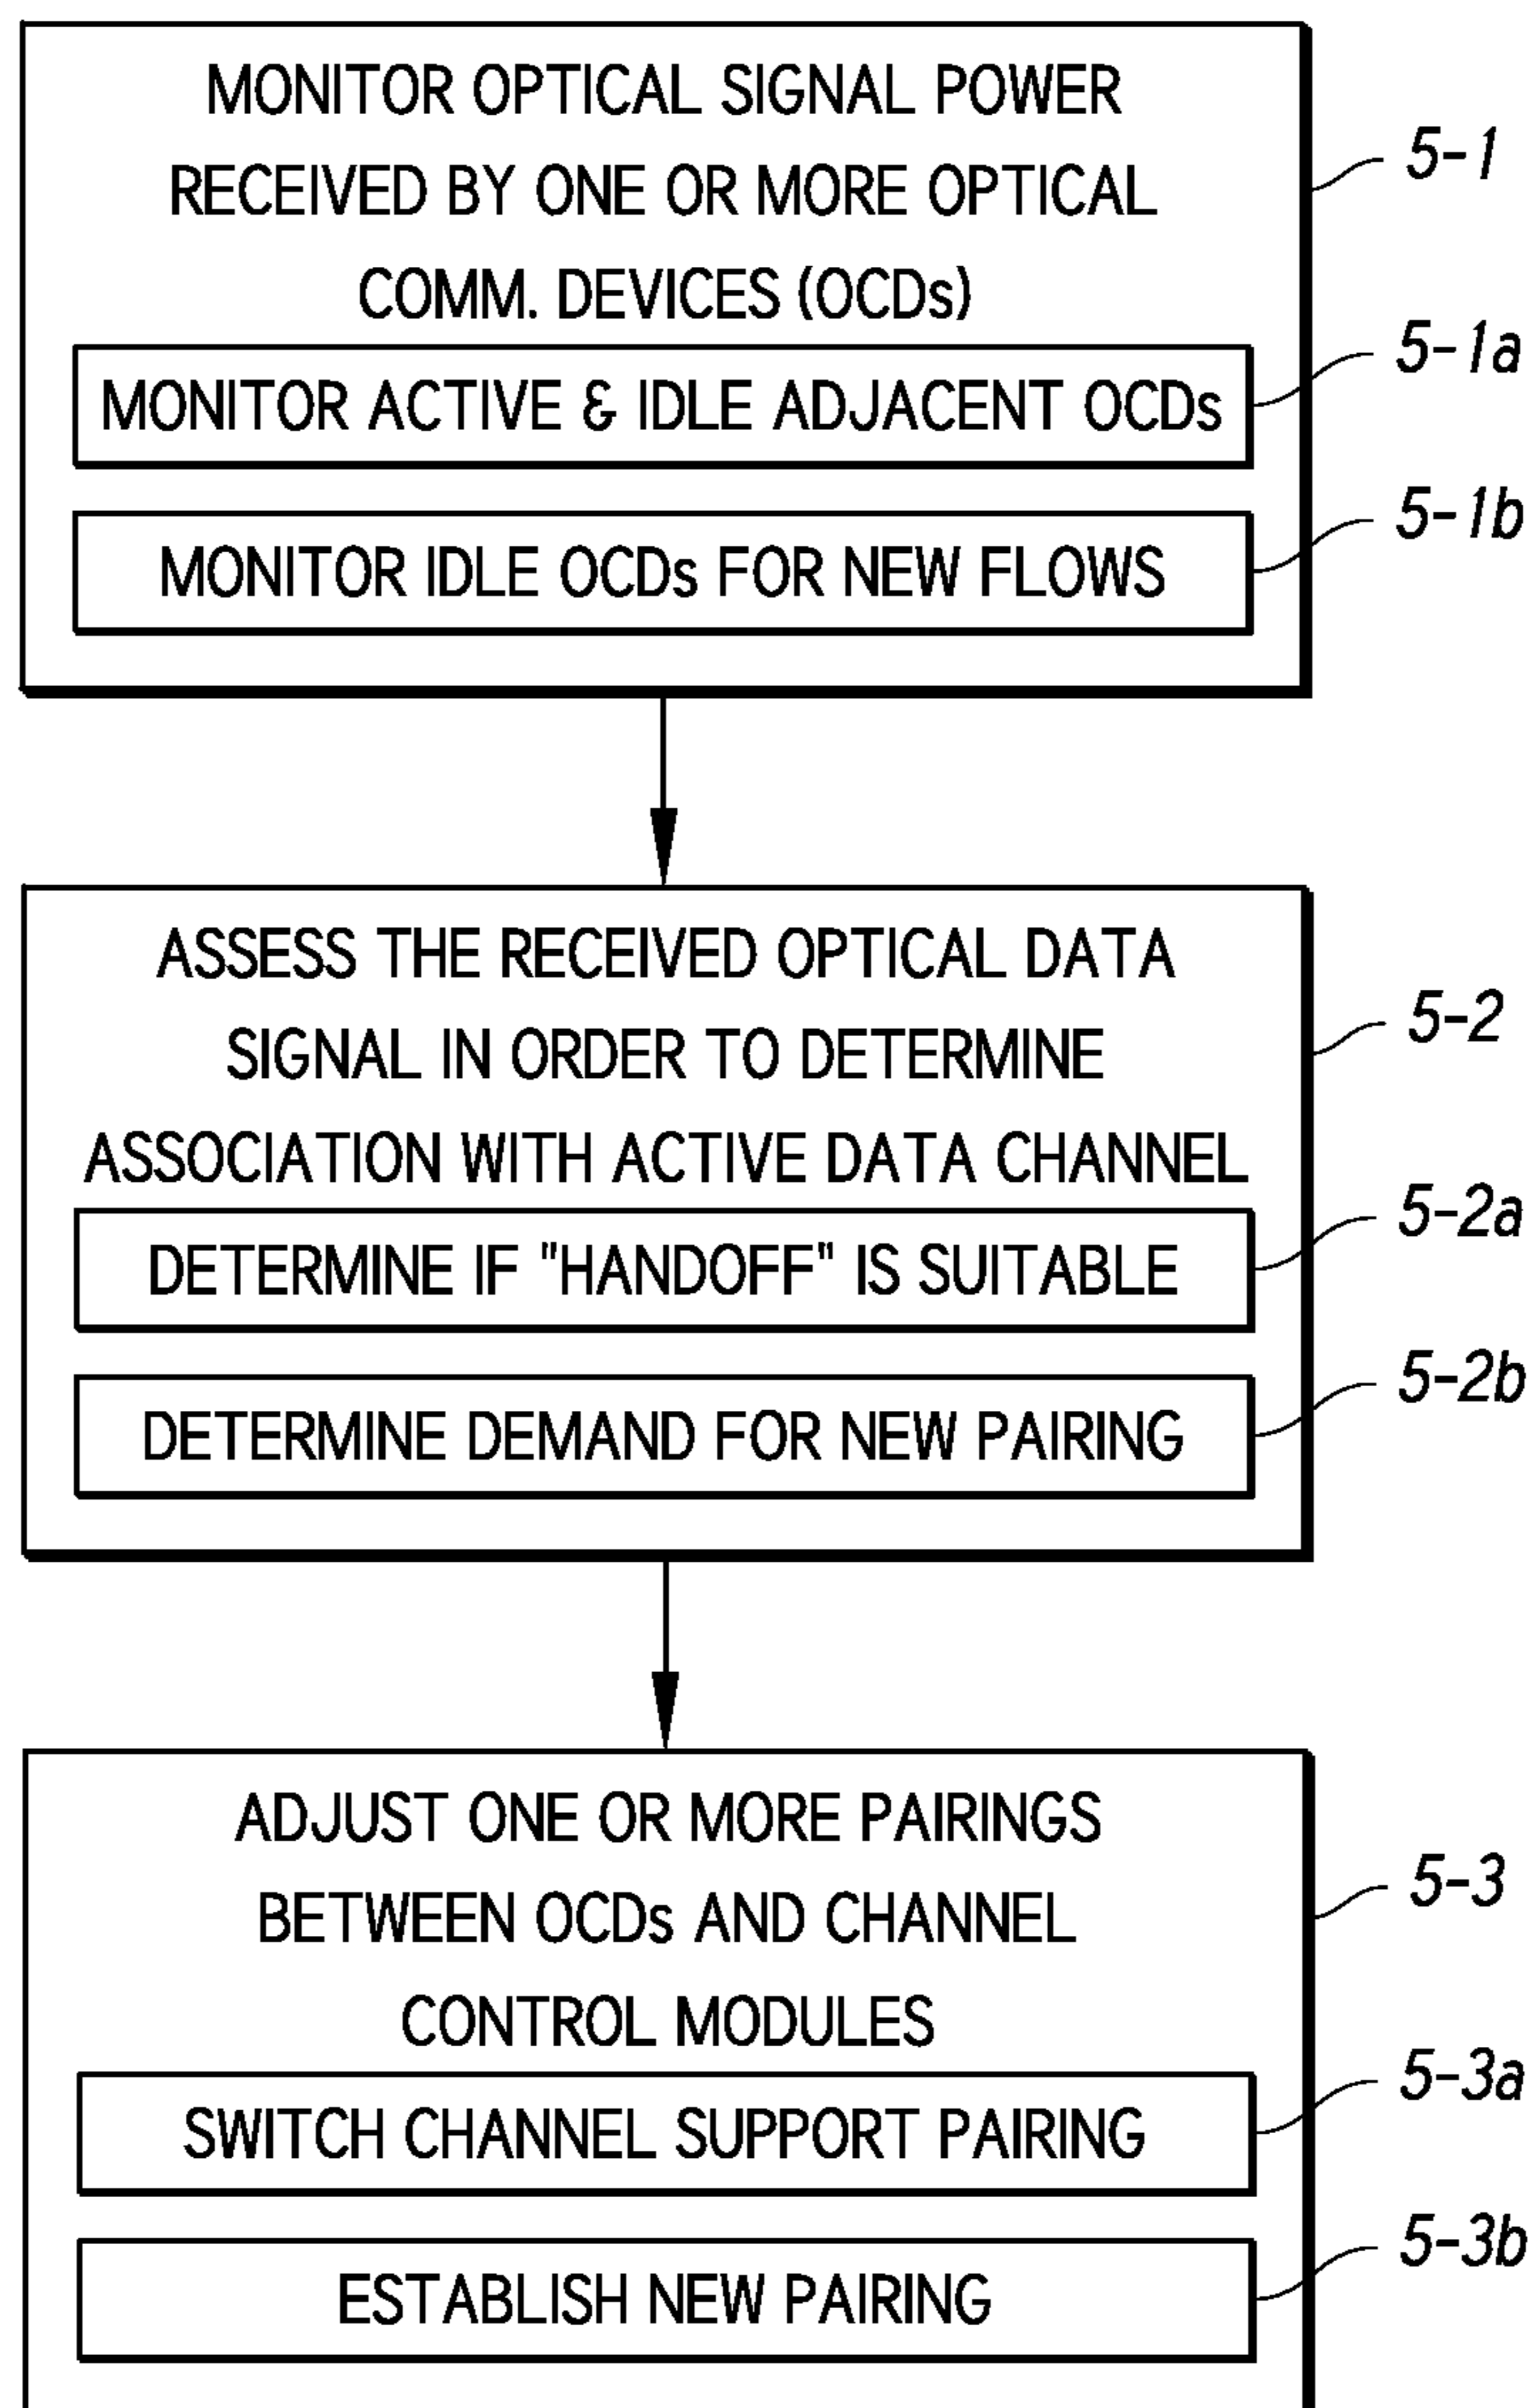 MONITOR OPTICAL SIGNAL POWER
RECEIVED BY ONE OR MORE OPTICAL
COMM. DEVICES (OCDs)
5-1
MONITOR ACTIVE & IDLE ADJACENT OCDs
5-1a
MONITOR IDLE OCDs FOR NEW FLOWS
5-1b
ASSESS THE RECEIVED OPTICAL DATA
SIGNAL IN ORDER TO DETERMINE
ASSOCIATION WITH ACTIVE DATA CHANNEL
5-2
DETERMINE IF "HANDOFF" IS SUITABLE
5-2a
DETERMINE DEMAND FOR NEW PAIRING
5-2b
ADJUST ONE OR MORE PAIRINGS
BETWEEN OCDs AND CHANNEL
CONTROL MODULES
5-3
SWITCH CHANNEL SUPPORT PAIRING
5-3a
ESTABLISH NEW PAIRING
5-3b